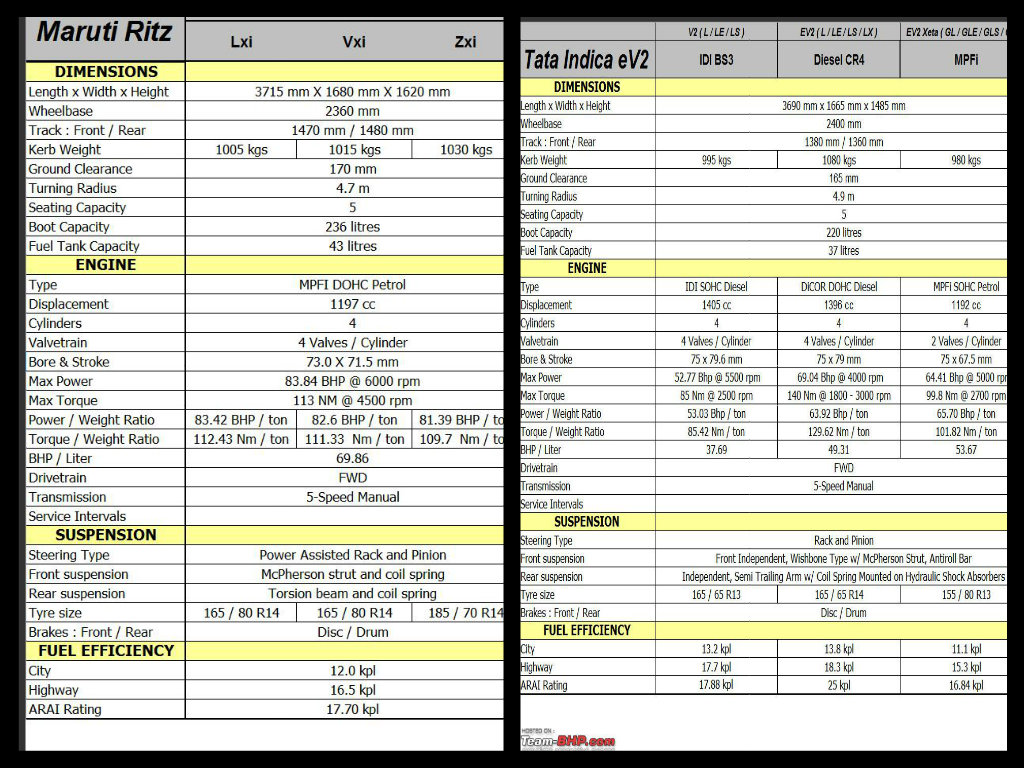 Maruti Ritz Lxi Vxi Zxi
DIMENSIONS
Length x Width x Height 3715 mm X 1680 mm X 1620 mm
Wheelbase 2360 mm
Track : Front / Rear 1470 mm / 1480 mm
Kerb Weight 1005 kgs 1015 kgs 1030 kgs
Ground Clearance 170 mm
Turning Radius 4.7 m
Seating Capacity 5
Boot Capacity 236 litres
Fuel Tank Capacity 43 litres
ENGINE
Type MPFI DOHC Petrol
Displacement 1197 cc
Cylinders 4
Valvetrain 4 Valves / Cylinder
Bore & Stroke 73.0 X 71.5 mm
Max Power 83.84 BHP @ 6000 rpm
Max Torque 113 NM @ 4500 rpm
Power / Weight Ratio 83.42 BHP / ton 82.6 BHP / ton 81.39 BHP / to
Torque / Weight Ratio 112.43 Nm / ton 111.33 Nm / ton 109.7 Nm / to
BHP / Liter 69.86
Drivetrain FWD
Transmission 5-Speed Manual
Service Intervals
SUSPENSION
Steering Type Power Assisted Rack and Pinion
Front suspension McPherson strut and coil spring
Rear suspension Torsion beam and coil spring
Tyre size 165 / 80 R14 165 / 80 R14 185 / 70 R14
Brakes : Front / Rear Disc / Drum
FUEL EFFICIENCY
City 12.0 kpl
Highway 16.5 kpl
ARAI Rating 17.70 kpl
V2 ( L / LE / LS ) EV2 ( L / LE / LS / LX ) EV2 Xeta ( GL / GLE / GLS /
Tata Indica eV2 IDI BS3 Diesel CR4 MPFi
DIMENSIONS
Length x Width x Height 3690 mm x 1665 mm x 1485 mm
Wheelbase 2400 mm
Track : Front / Rear 1380 mm / 1360 mm
Kerb Weight 995 kgs 1080 kgs 980 kgs
Ground Clearance 165 mm
Turning Radius 4.9 m
Seating Capacity 5
Boot Capacity 220 litres
Fuel Tank Capacity 37 litres
ENGINE
Type IDI SOHC Diesel DiCOR DOHC Diesel MPFi SOHC Petrol
Displacement 1405 cc 1396 cc 1192 cc
Cylinders 4 4 4
Valvetrain 4 Valves / Cylinder 4 Valves / Cylinder 2 Valves / Cylinder
Bore & Stroke 75 x 79.6 mm 75 x 79 mm 75 x 67.5 mm
Max Power 52.77 Bhp @ 5500 rpm 69.04 Bhp @ 4000 rpm 64.41 Bhp @ 5000 rpm
Max Torque 85 Nm @ 2500 rpm 140 Nm @ 1800 - 3000 rpm 99.8 Nm @ 2700 rpm
Power / Weight Ratio 53.03 Bhp / ton 63.92 Bhp / ton 65.70 Bhp / ton
Torque / Weight Ratio 85.42 Nm / ton 129.62 Nm / ton 101.82 Nm / ton
BHP / Liter 37.69 49.31 53.67
Drivetrain FWD
Transmission 5-Speed Manual
Service Intervals
SUSPENSION
Steering Type Rack and Pinion
Front suspension Front Independent, Wishbone Type w/ McPherson Strut, Antiroll Bar
Rear suspension Independent, Semi Trailing Arm w/ Coil Spring Mounted on Hydraulic Shock Absorbers
Tyre size 165 / 65 R13 165 / 65 R14 155 / 80 R13
Brakes : Front / Rear Disc / Drum
FUEL EFFICIENCY
City 13.2 kpl 13.8 kpl 11.1 kpl
Highway 17.7 kpl 18.3 kpl 15.3 kpl
ARAI Rating 17.88 kpl 25 kpl 16.84 kpl
HOSTED ON :
Team-BHP.com